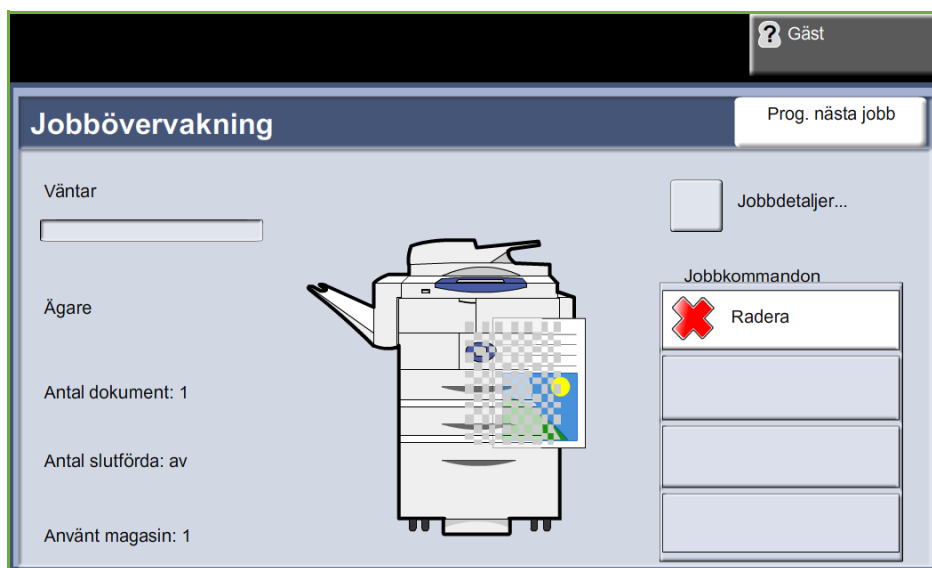 Gäst
Jobbövervakning
Prog. nästa jobb
Väntar
Jobbdetaljer...
Jobbkommandon
Radera
Ägare
Antal dokument: 1
Antal slutförda: av
Använt magasin: 1